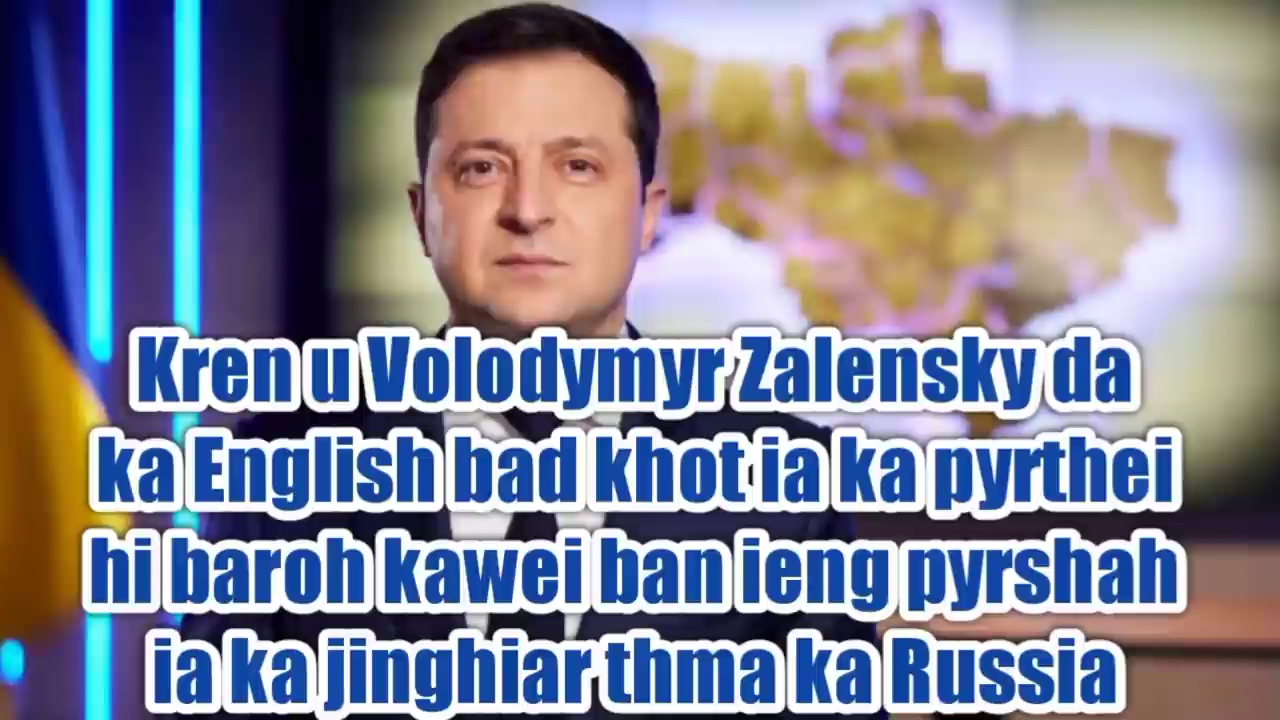 Kren u Volodymyr Zalensky da
ka English bad khot ia ka pyrthei
hi baroh kawei ban ieng pyrshah
ia ka jinghiar thma ka Russia